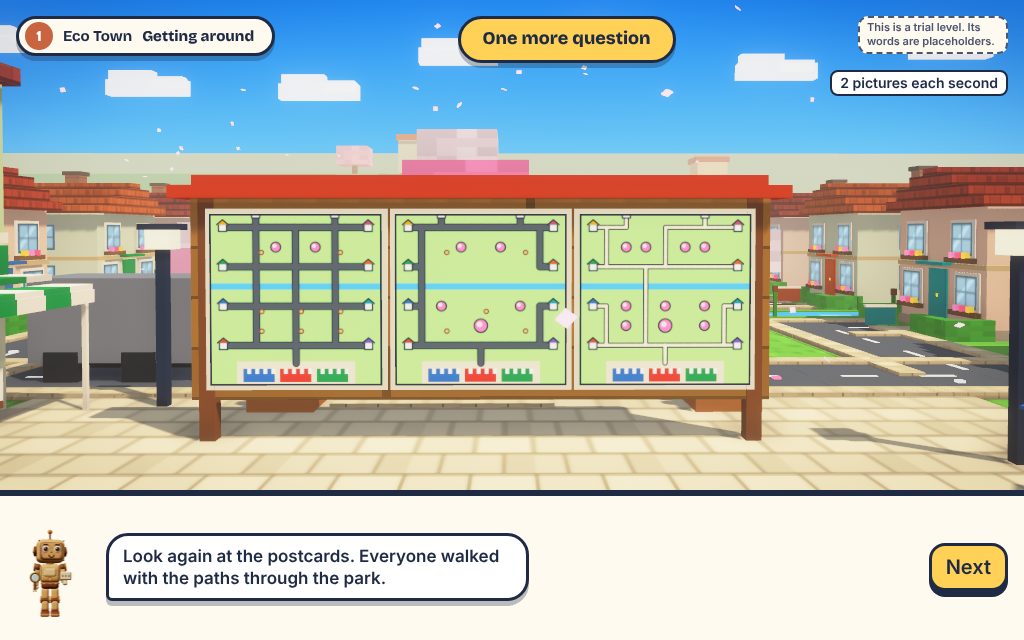 1 Eco Town Getting around
One more question
This is a trial level. Its
words are placeholders.
2 pictures each second
Look again at the postcards. Everyone walked
with the paths through the park.
Next